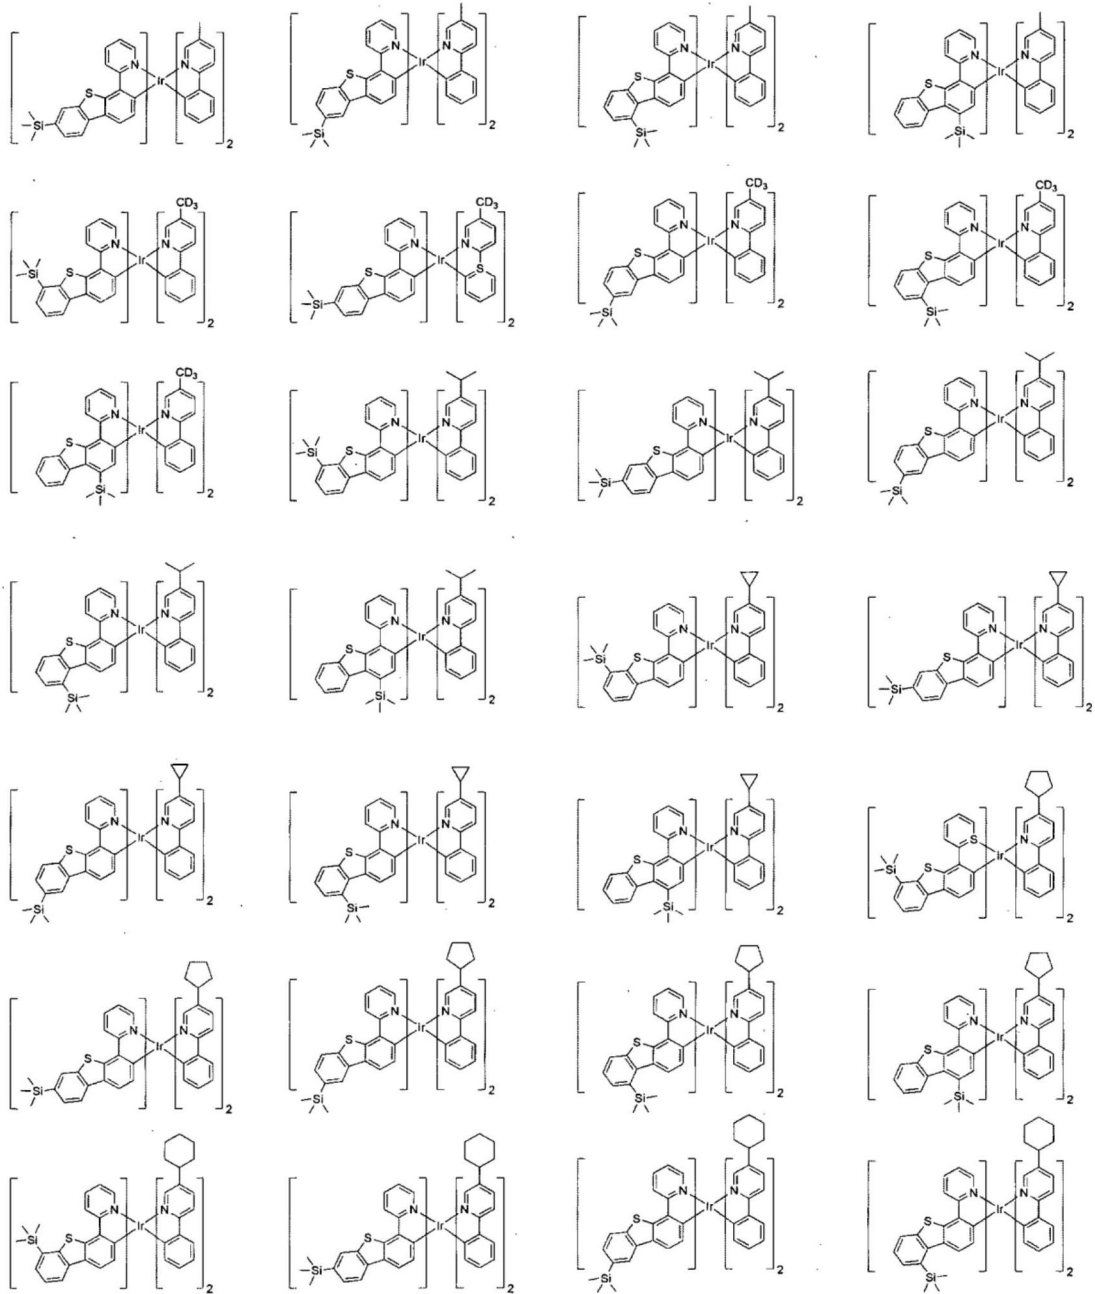 N Ir N N Ir N N Ir N N Ir N
S S S S
Si Si Si Si
2 2 2 2
CD3 CD3 CD3 CD3
N Ir N N Ir N N Ir N N Ir N
Si S S S S S
Si Si Si
2 2 2 2
CD3
N Ir N N Ir N N Ir N N Ir N
S Si S S S
Si Si Si
2 2 2 2
N Ir N N Ir N N Ir N N Ir N
S S Si S S
Si Si Si
2 2 2 2
N Ir N N Ir N N Ir N S Ir N
S S S Si S
Si Si Si
2 2 2 2
N Ir N N Ir N N Ir N N Ir N
S S S S
Si Si Si Si
2 2 2 2
N Ir N N Ir N N Ir N N Ir N
Si S S S S
Si Si Si
2 2 2 2